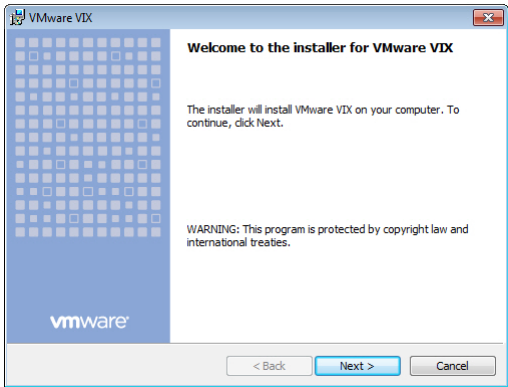 VMware VIX
Welcome to the installer for VMware VIX
The installer will install VMware VIX on your computer. To
continue, click Next.
WARNING: This program is protected by copyright law and
international treaties.
vmware®
< Back
Next >
Cancel